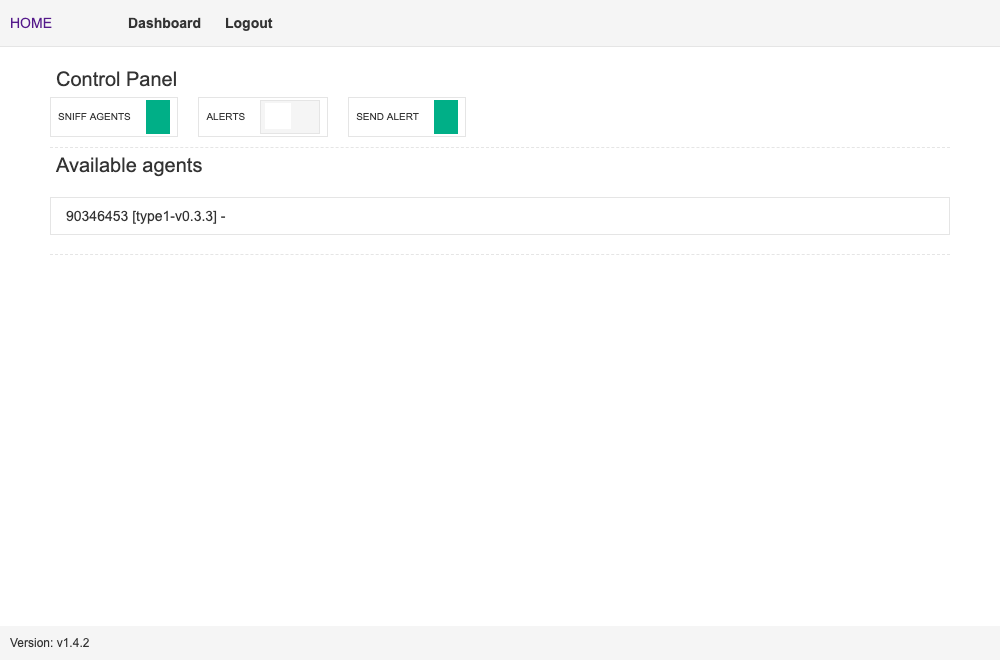 HOME Dashboard Logout
Control Panel
SNIFF AGENTS ALERTS SEND ALERT
Available agents
90346453 [type1-v0.3.3] -
Version: v1.4.2